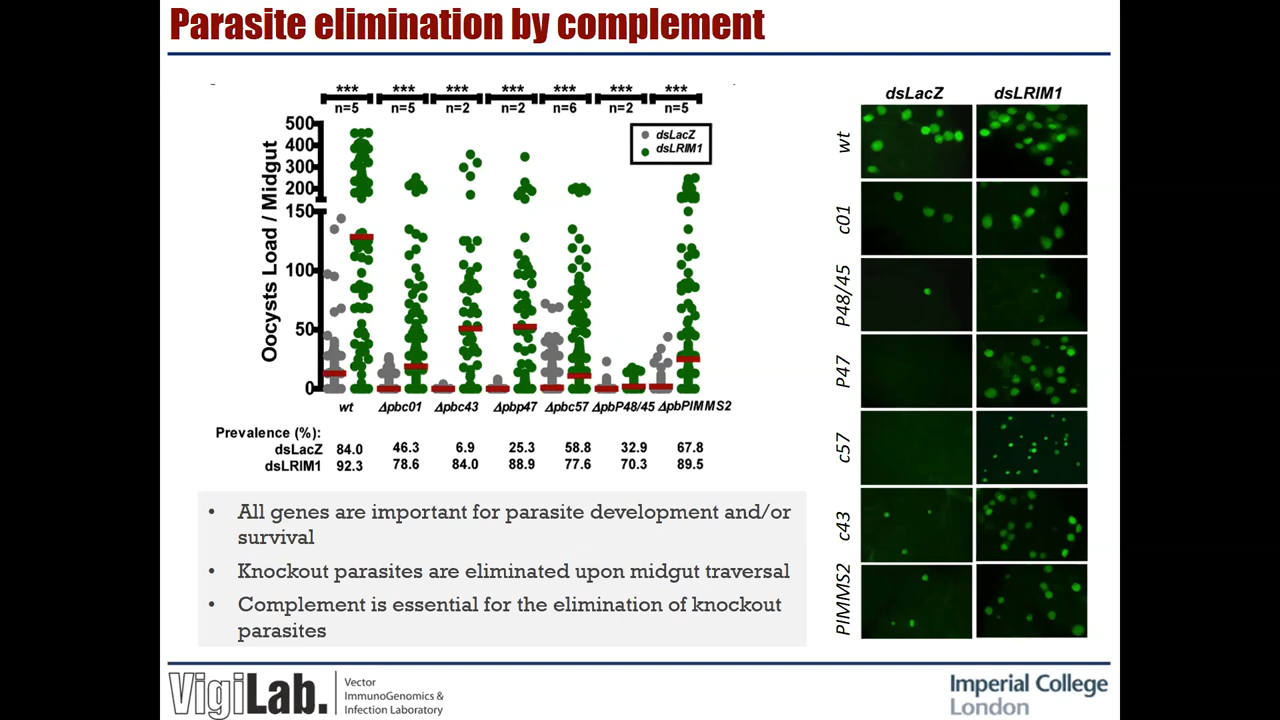 Parasite elimination by complement
*** *** *** *** *** *** ***
n=5 n=5 n=2 n=2 n=6 n=2 n=5
dsLacZ
dsLRIM1
Oocysts Load / Midgut
500
400
300
200
150
100
50
0
wt Δpbc01 Δpbc43 Δpbp47 Δpbc57 ΔpbP48/45 ΔpbPIMMS2
Prevalence (%):
dsLacZ 84.0 46.3 6.9 25.3 58.8 32.9 67.8
dsLRIM1 92.3 78.6 84.0 88.9 77.6 70.3 89.5
• All genes are important for parasite development and/or
survival
• Knockout parasites are eliminated upon midgut traversal
• Complement is essential for the elimination of knockout
parasites
dsLacZ dsLRIM1
wt
c01
P48/45
P47
c57
c43
PIMMS2
VigiLab.
Vector
ImmunoGenomics &
Infection Laboratory
Imperial College
London